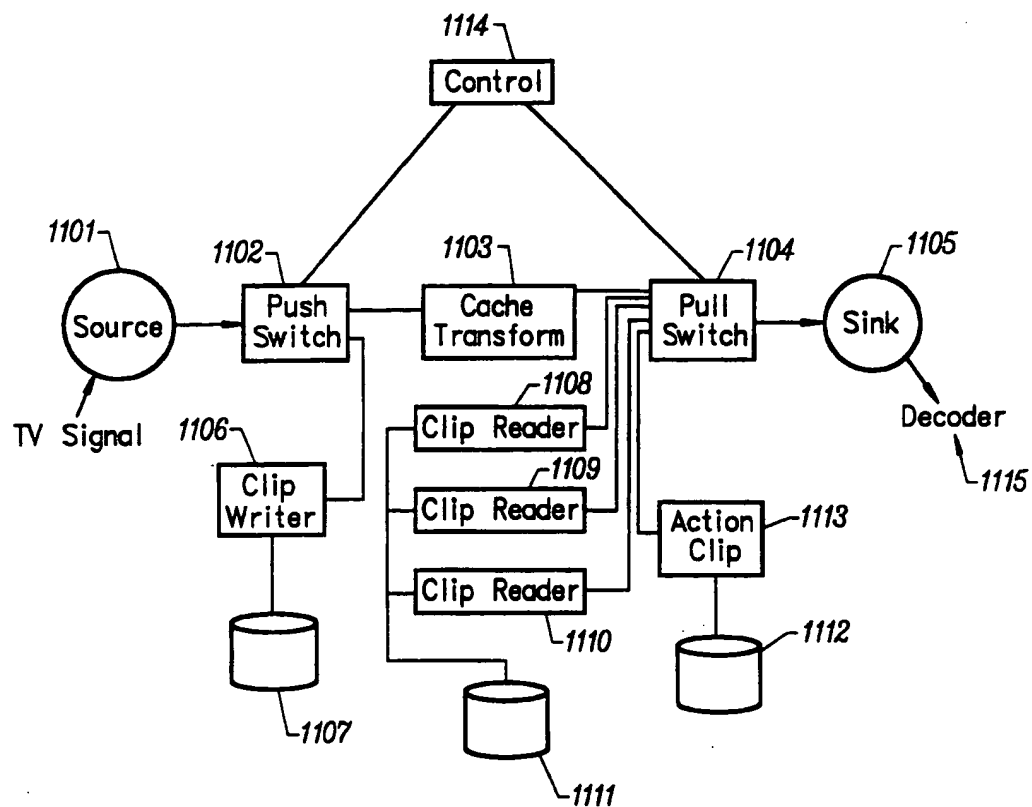 1114
Control
1101
1102
1103
1104
1105
Source
Push
Switch
Cache
Transform
Pull
Switch
Sink
TV Signal
1108
Clip Reader
Decoder
1106
Clip
Writer
1109
Clip Reader
1115
Action
Clip
1113
Clip Reader
1110
1112
1107
1111